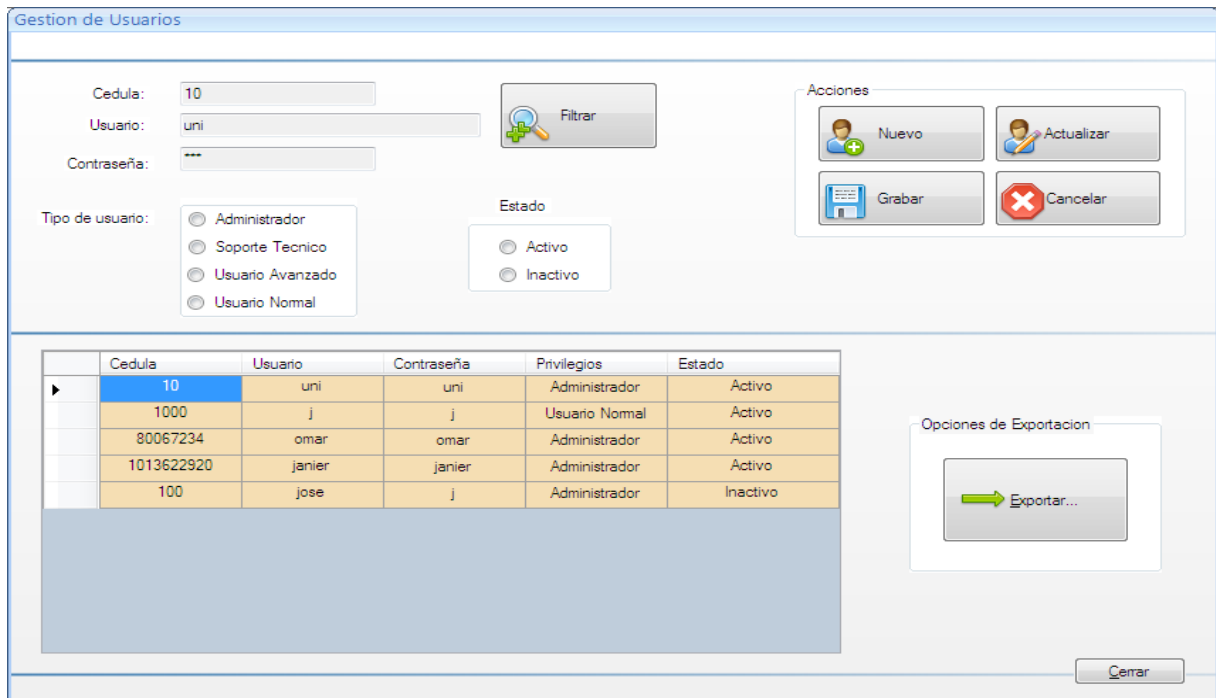 Gestion de Usuarios
Cedula: 10
Usuario: uni
Contraseña: ***
Filtrar
Acciones
Nuevo
Actualizar
Grabar
Cancelar
Tipo de usuario:
Administrador
Soporte Tecnico
Usuario Avanzado
Usuario Normal
Estado
Activo
Inactivo
Cedula Usuario Contraseña Privilegios Estado
10 uni uni Administrador Activo
1000 j j Usuario Normal Activo
80067234 omar omar Administrador Activo
1013622920 janier janier Administrador Activo
100 jose j Administrador Inactivo
Opciones de Exportacion
Exportar...
Cerrar